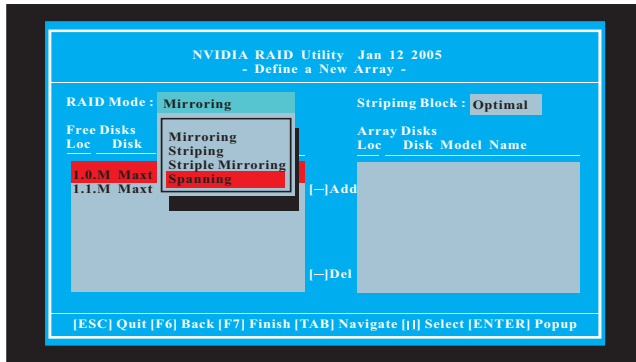 NVIDIA RAID Utility Jan 12 2005
- Define a New Array -
RAID Mode : Mirroring
Stripimg Block : Optimal
Free Disks
Loc Disk
Mirroring
Striping
Striple Mirroring
Spanning
Array Disks
Loc Disk Model Name
1.0.M Maxt
1.1.M Maxt
[—]Add
[—]Del
[ESC] Quit [F6] Back [F7] Finish [TAB] Navigate [||] Select [ENTER] Popup